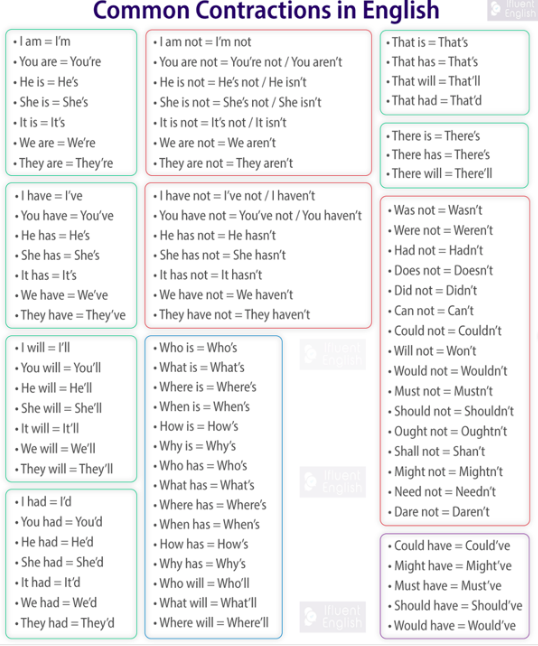 Common Contractions in English
ifluent
English
• I am = I'm
• You are = You're
• He is = He's
• She is = She's
• It is = It's
• We are = We're
• They are = They're
• I am not = I'm not
• You are not = You're not / You aren't
• He is not = He's not / He isn't
• She is not = She's not / She isn't
• It is not = It's not / It isn't
• We are not = We aren't
• They are not = They aren't
• That is = That's
• That has = That's
• That will = That'll
• That had = That'd
• There is = There's
• There has = There's
• There will = There'll
• I have = I've
• You have = You've
• He has = He's
• She has = She's
• It has = It's
• We have = We've
• They have = They've
• I have not = I've not / I haven't
• You have not = You've not / You haven't
• He has not = He hasn't
• She has not = She hasn't
• It has not = It hasn't
• We have not = We haven't
• They have not = They haven't
• Was not = Wasn't
• Were not = Weren't
• Had not = Hadn't
• Does not = Doesn't
• Did not = Didn't
• Can not = Can't
• Could not = Couldn't
• Will not = Won't
• Would not = Wouldn't
• Must not = Mustn't
• Should not = Shouldn't
• Ought not = Oughtn't
• Shall not = Shan't
• Might not = Mightn't
• Need not = Needn't
• Dare not = Daren't
• I will = I'll
• You will = You'll
• He will = He'll
• She will = She'll
• It will = It'll
• We will = We'll
• They will = They'll
• Who is = Who's
• What is = What's
• Where is = Where's
• When is = When's
• How is = How's
• Why is = Why's
• Who has = Who's
• What has = What's
• Where has = Where's
• When has = When's
• How has = How's
• Why has = Why's
• Who will = Who'll
• What will = What'll
• Where will = Where'll
ifluent
English
ifluent
English
ifluent
English
• I had = I'd
• You had = You'd
• He had = He'd
• She had = She'd
• It had = It'd
• We had = We'd
• They had = They'd
• Could have = Could've
• Might have = Might've
• Must have = Must've
• Should have = Should've
• Would have = Would've